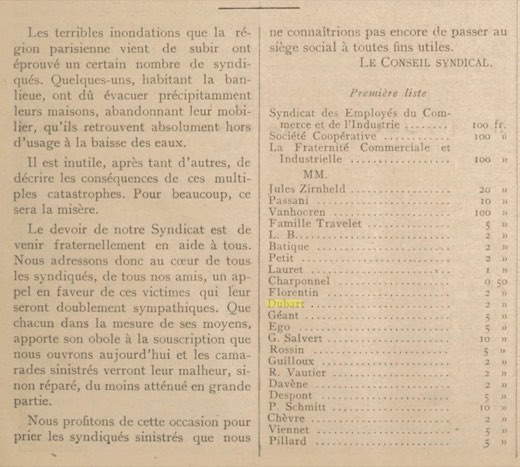 Les terribles inondations que la ré-
gion parisienne vient de subir ont
éprouvé un certain nombre de syndi-
qués. Quelques-uns, habitant la ban-
lieue, ont dû évacuer précipitamment
leurs maisons, abandonnant leur mobi-
lier, qu'ils retrouvent absolument hors
d'usage à la baisse des eaux.
Il est inutile, après tant d'autres, de
décrire les conséquences de ces multi-
ples catastrophes. Pour beaucoup, ce
sera la misère.
Le devoir de notre Syndicat est de
venir fraternellement en aide à tous.
Nous adressons donc au cœur de tous
les syndiqués, de tous nos amis, un ap-
pel en faveur de ces victimes qui leur
seront doublement sympathiques. Que
chacun dans la mesure de ses moyens,
apporte son obole à la souscription que
nous ouvrons aujourd'hui et les cama-
rades sinistrés verront leur malheur, si-
non réparé, du moins atténué en grande
partie.
Nous profitons de cette occasion pour
prier les syndiqués sinistrés que nous
ne connaîtrions pas encore de passer au
siège social à toutes fins utiles.
LE CONSEIL SYNDICAL.
Première liste
Syndicat des Employés du Com-
merce et de l'Industrie ........ 100 fr.
Société Coopérative ............ 100 »
La Fraternité Commerciale et
Industrielle .................. 100 »
MM.
Jules Zirnheld ................. 20 »
Passani ........................ 10 »
Vanhooren ...................... 100 »
Famille Travelet ............... 5 »
L. B. .......................... 2 »
Batique ........................ 2 »
Petit .......................... 2 »
Lauret ......................... 1 »
Charponnel ..................... 0 50
Florentin ...................... 2 »
Dubart ......................... 2 »
Géant .......................... 5 »
Ego ............................ 5 »
G. Salvert ..................... 10 »
Rossin ......................... 5 »
Guilloux ....................... 2 »
R. Vautier ..................... 2 »
Davène ......................... 2 »
Despont ........................ 5 »
P. Schmitt ..................... 10 »
Chèvre ......................... 2 »
Viennet ........................ 5 »
Pillard ........................ 5 »